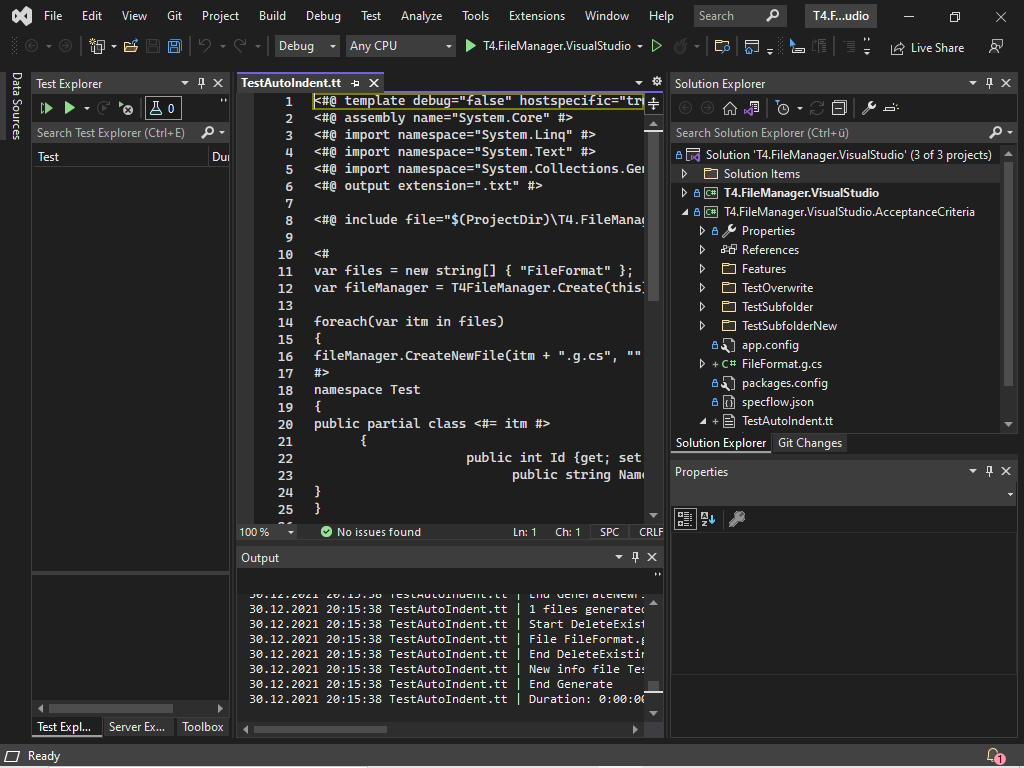 File Edit View Git Project Build Debug Test Analyze Tools Extensions Window Help Search T4.F...udio
Debug Any CPU T4.FileManager.VisualStudio Live Share
Data Sources
Test Explorer
0
Search Test Explorer (Ctrl+E)
Test Dur
Test Expl... Server Ex... Toolbox
TestAutoIndent.tt
1 <#@ template debug="false" hostspecific="tru
2 <#@ assembly name="System.Core" #>
3 <#@ import namespace="System.Linq" #>
4 <#@ import namespace="System.Text" #>
5 <#@ import namespace="System.Collections.Gen
6 <#@ output extension=".txt" #>
7
8 <#@ include file="$(ProjectDir)\T4.FileManag
9
10 <#
11 var files = new string[] { "FileFormat" };
12 var fileManager = T4FileManager.Create(this)
13
14 foreach(var itm in files)
15 {
16 fileManager.CreateNewFile(itm + ".g.cs", ""
17 #>
18 namespace Test
19 {
20 public partial class <#= itm #>
21 {
22 public int Id {get; set
23 public string Name
24 }
25 }
100 % No issues found Ln: 1 Ch: 1 SPC CRLF
Output
30.12.2021 20:15:38 TestAutoIndent.tt | End GenerateNewFi
30.12.2021 20:15:38 TestAutoIndent.tt | 1 files generated
30.12.2021 20:15:38 TestAutoIndent.tt | Start DeleteExist
30.12.2021 20:15:38 TestAutoIndent.tt | File FileFormat.g
30.12.2021 20:15:38 TestAutoIndent.tt | End DeleteExistin
30.12.2021 20:15:38 TestAutoIndent.tt | New info file Tes
30.12.2021 20:15:38 TestAutoIndent.tt | End Generate
30.12.2021 20:15:38 TestAutoIndent.tt | Duration: 0:00:00
Solution Explorer
Search Solution Explorer (Ctrl+ü)
Solution 'T4.FileManager.VisualStudio' (3 of 3 projects)
Solution Items
C# T4.FileManager.VisualStudio
C# T4.FileManager.VisualStudio.AcceptanceCriteria
Properties
References
Features
TestOverwrite
TestSubfolder
TestSubfolderNew
app.config
C# FileFormat.g.cs
packages.config
specflow.json
TestAutoIndent.tt
Solution Explorer Git Changes
Properties
Ready 1